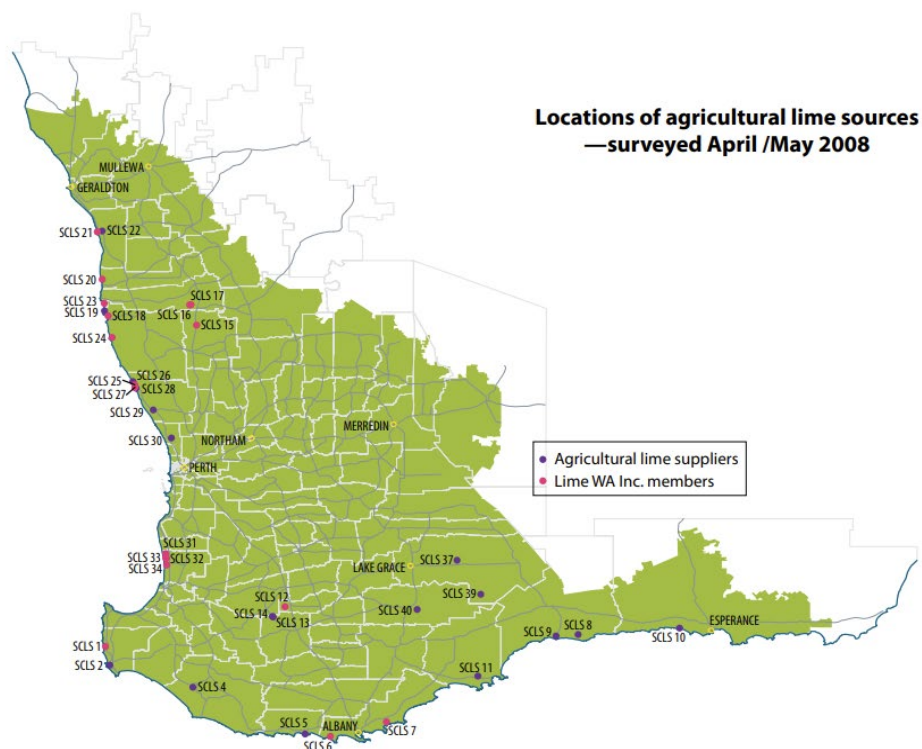 Locations of agricultural lime sources
—surveyed April /May 2008
MULLEWA
GERALDTON
SCLS 21
SCLS 22
SCLS 20
SCLS 23
SCLS 17
SCLS 19
SCLS 18
SCLS 16
SCLS 15
SCLS 24
SCLS 26
SCLS 25
SCLS 27
SCLS 28
SCLS 29
MERREDIN
SCLS 30
NORTHAM
Agricultural lime suppliers
PERTH
Lime WA Inc. members
SCLS 31
SCLS 33
SCLS 32
SCLS 34
SCLS 37
LAKE GRACE
SCLS 39
SCLS 12
SCLS 40
SCLS 14
SCLS 13
ESPERANCE
SCLS 9
SCLS 8
SCLS 10
SCLS 1
SCLS 2
SCLS 11
SCLS 4
SCLS 5
ALBANY
SCLS 7
SCLS 6